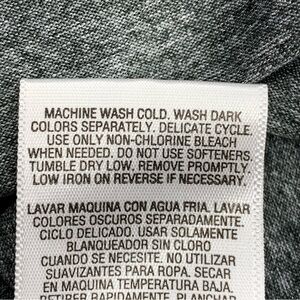 MACHINE WASH COLD. WASH DARK
COLORS SEPARATELY. DELICATE CYCLE.
USE ONLY NON-CHLORINE BLEACH
WHEN NEEDED. DO NOT USE SOFTENERS.
TUMBLE DRY LOW. REMOVE PROMPTLY.
LOW IRON ON REVERSE IF NECESSARY.
LAVAR MAQUINA CON AGUA FRIA. LAVAR
COLORES OSCUROS SEPARADAMENTE.
CICLO DELICADO. USAR SOLAMENTE
BLANQUEADOR SIN CLORO
CUANDO SE NECESITE. NO UTILIZAR
SUAVIZANTES PARA ROPA. SECAR
EN MAQUINA TEMPERATURA BAJA.
RETIRER RAPIDAMENTE. PLANCHA